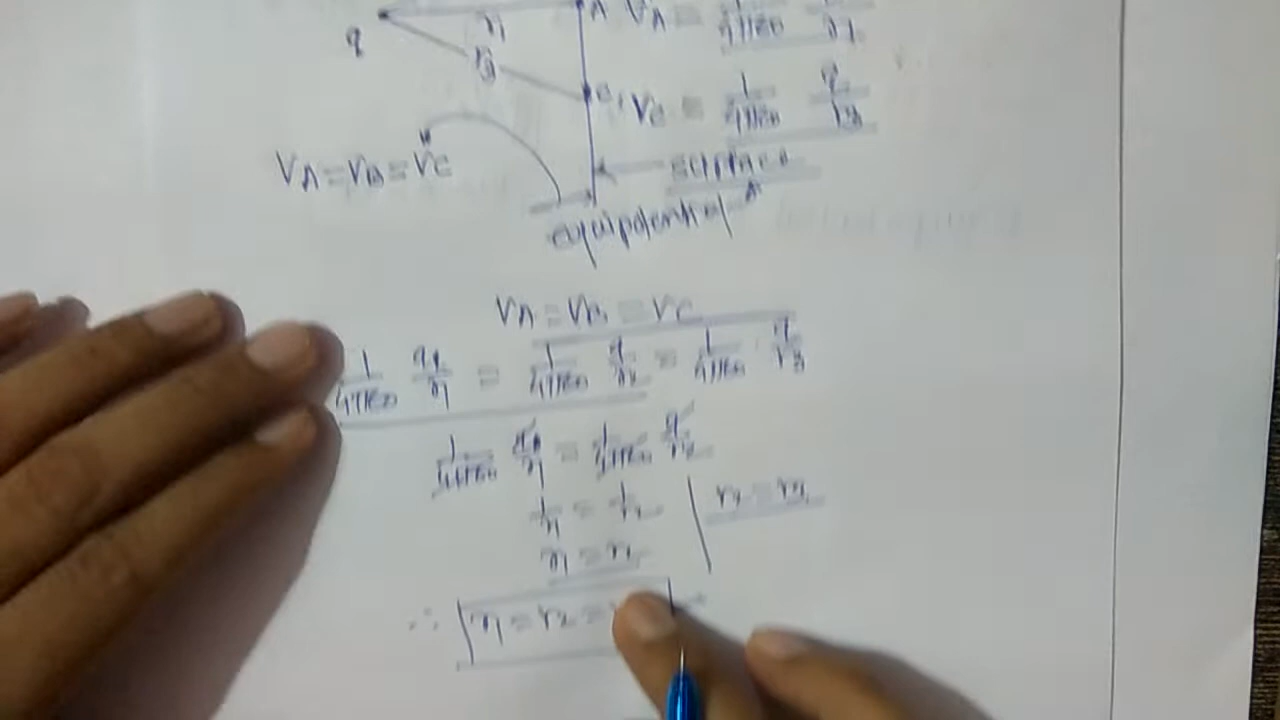 q r₁ A V_A = 1/4πε₀ q/r₁
r₃
C V_C = 1/4πε₀ q/r₃
V_A = V_B = V_C surface
equipotential
V_A = V_B = V_C
1/4πε₀ q/r₁ = 1/4πε₀ q/r₂ = 1/4πε₀ · q/r₃
1/4πε₀ q/r₁ = 1/4πε₀ q/r₂
1/r₁ = 1/r₂ | r₂ = r₃
r₁ = r₂
∴ r₁ = r₂ =